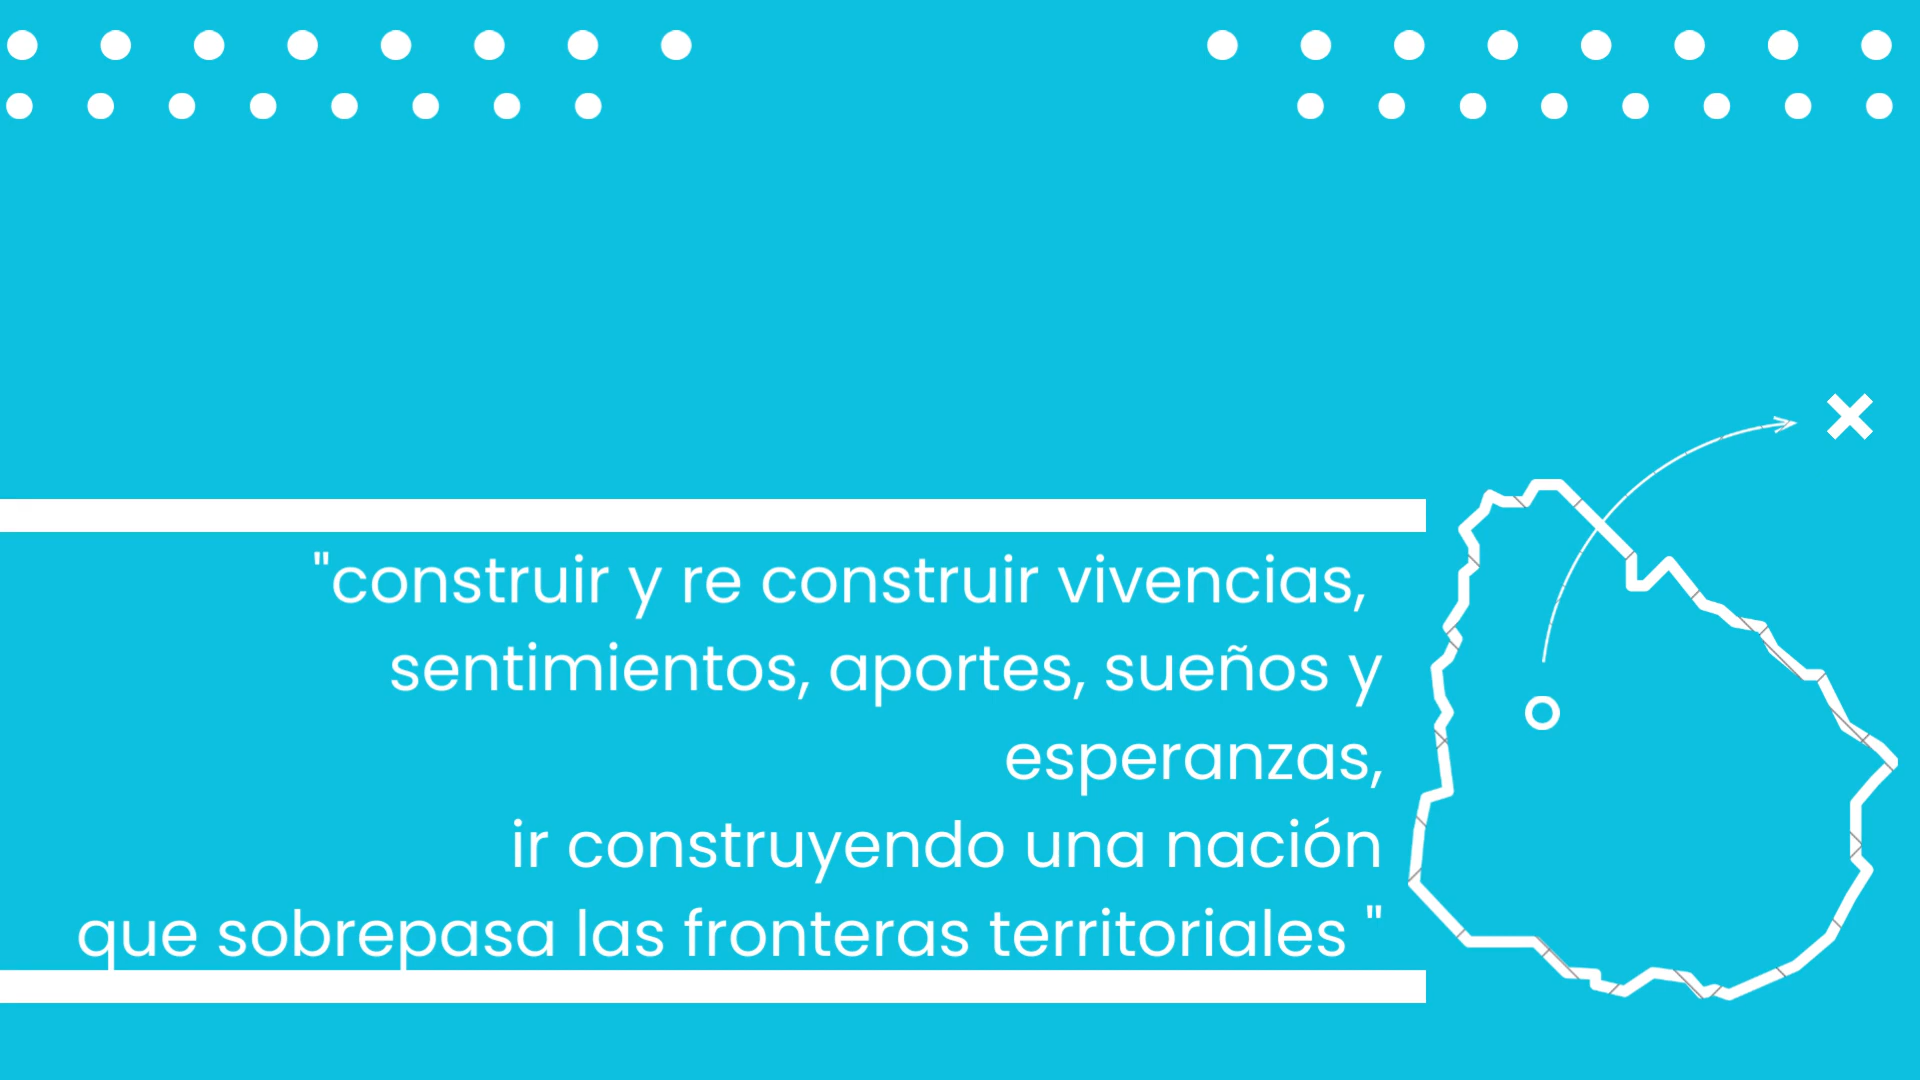 "construir y re construir vivencias,
sentimientos, aportes, sueños y
esperanzas,
ir construyendo una nación
que sobrepasa las fronteras territoriales "